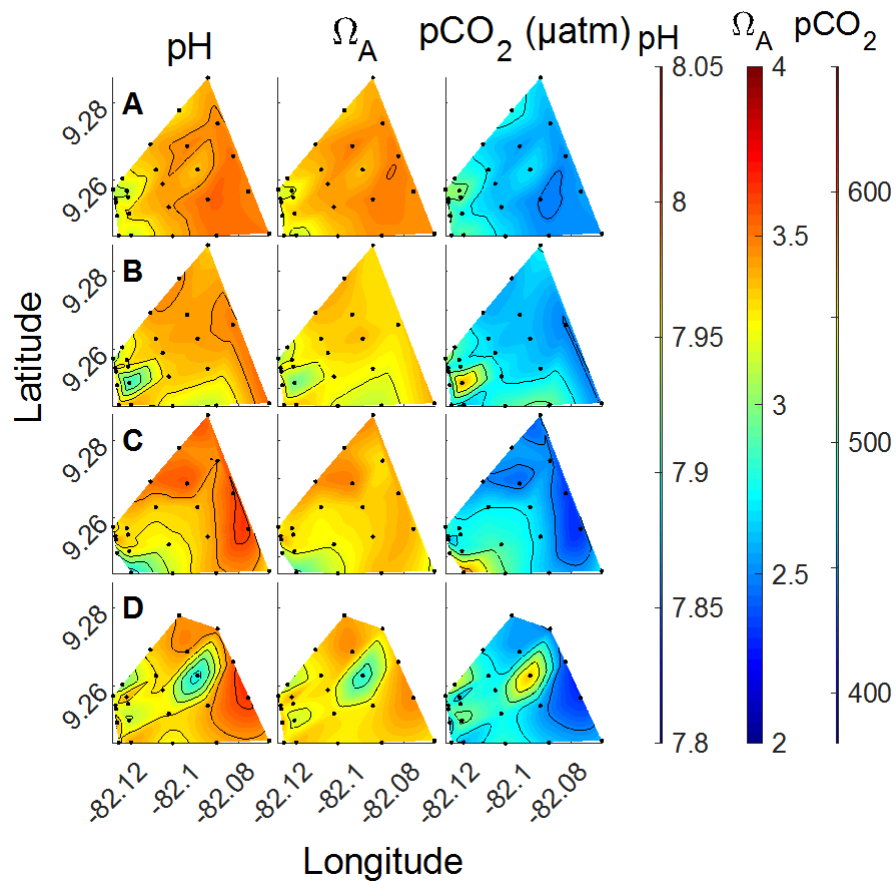 pH Ω_A pCO₂ (µatm) pH Ω_A pCO₂
A
B
C
D
9.28
9.26
9.28
9.26
9.28
9.26
9.28
9.26
Latitude
-82.12 -82.1 -82.08 -82.12 -82.1 -82.08 -82.12 -82.1 -82.08
Longitude
8.05
8
7.95
7.9
7.85
7.8
4
3.5
3
2.5
2
600
500
400